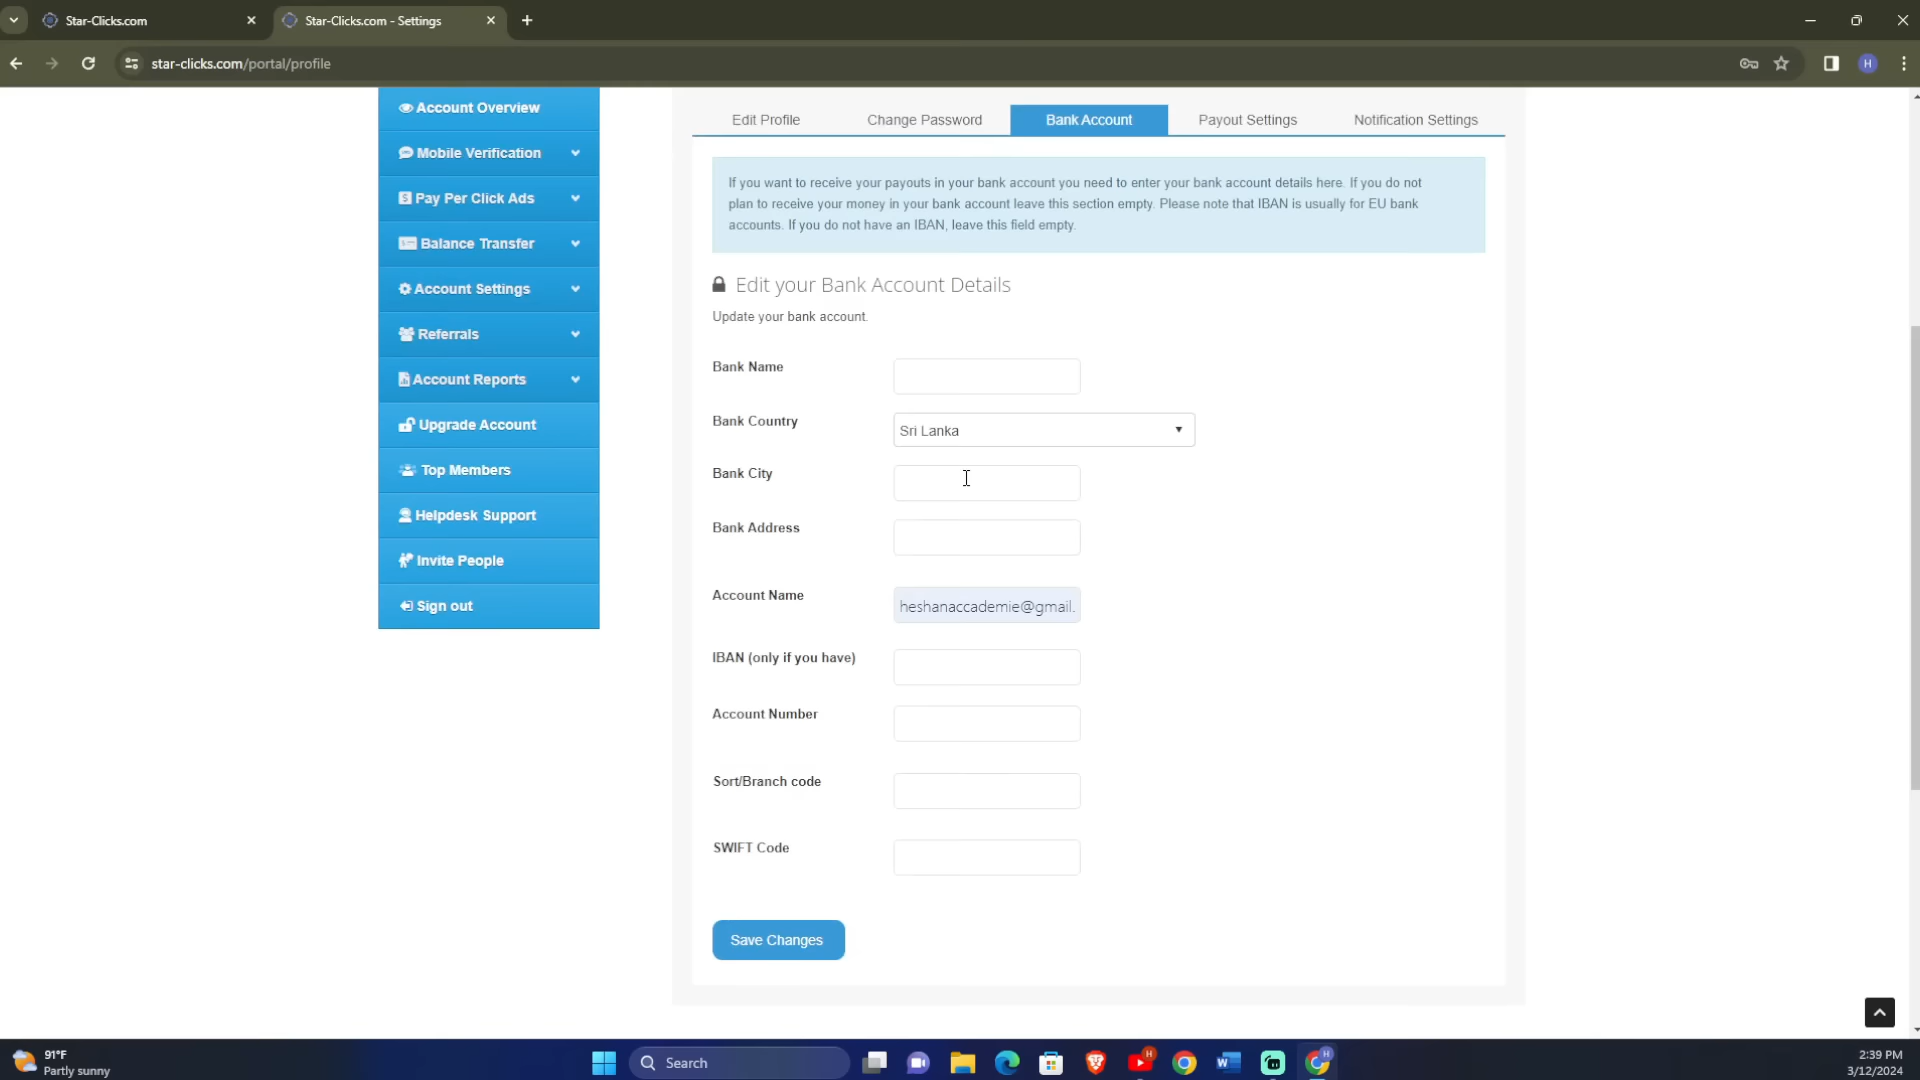 Star-Clicks.com
Star-Clicks.com - Settings
star-clicks.com/portal/profile
H
Account Overview
Mobile Verification
Pay Per Click Ads
Balance Transfer
Account Settings
Referrals
Account Reports
Upgrade Account
Top Members
Helpdesk Support
Invite People
Sign out
Edit Profile
Change Password
Bank Account
Payout Settings
Notification Settings
If you want to receive your payouts in your bank account you need to enter your bank account details here. If you do not
plan to receive your money in your bank account leave this section empty. Please note that IBAN is usually for EU bank
accounts. If you do not have an IBAN, leave this field empty.
Edit your Bank Account Details
Update your bank account.
Bank Name
Bank Country
Sri Lanka
Bank City
Bank Address
Account Name
heshanaccademie@gmail.
IBAN (only if you have)
Account Number
Sort/Branch code
SWIFT Code
Save Changes
91°F
Partly sunny
Search
H
H
2:39 PM
3/12/2024